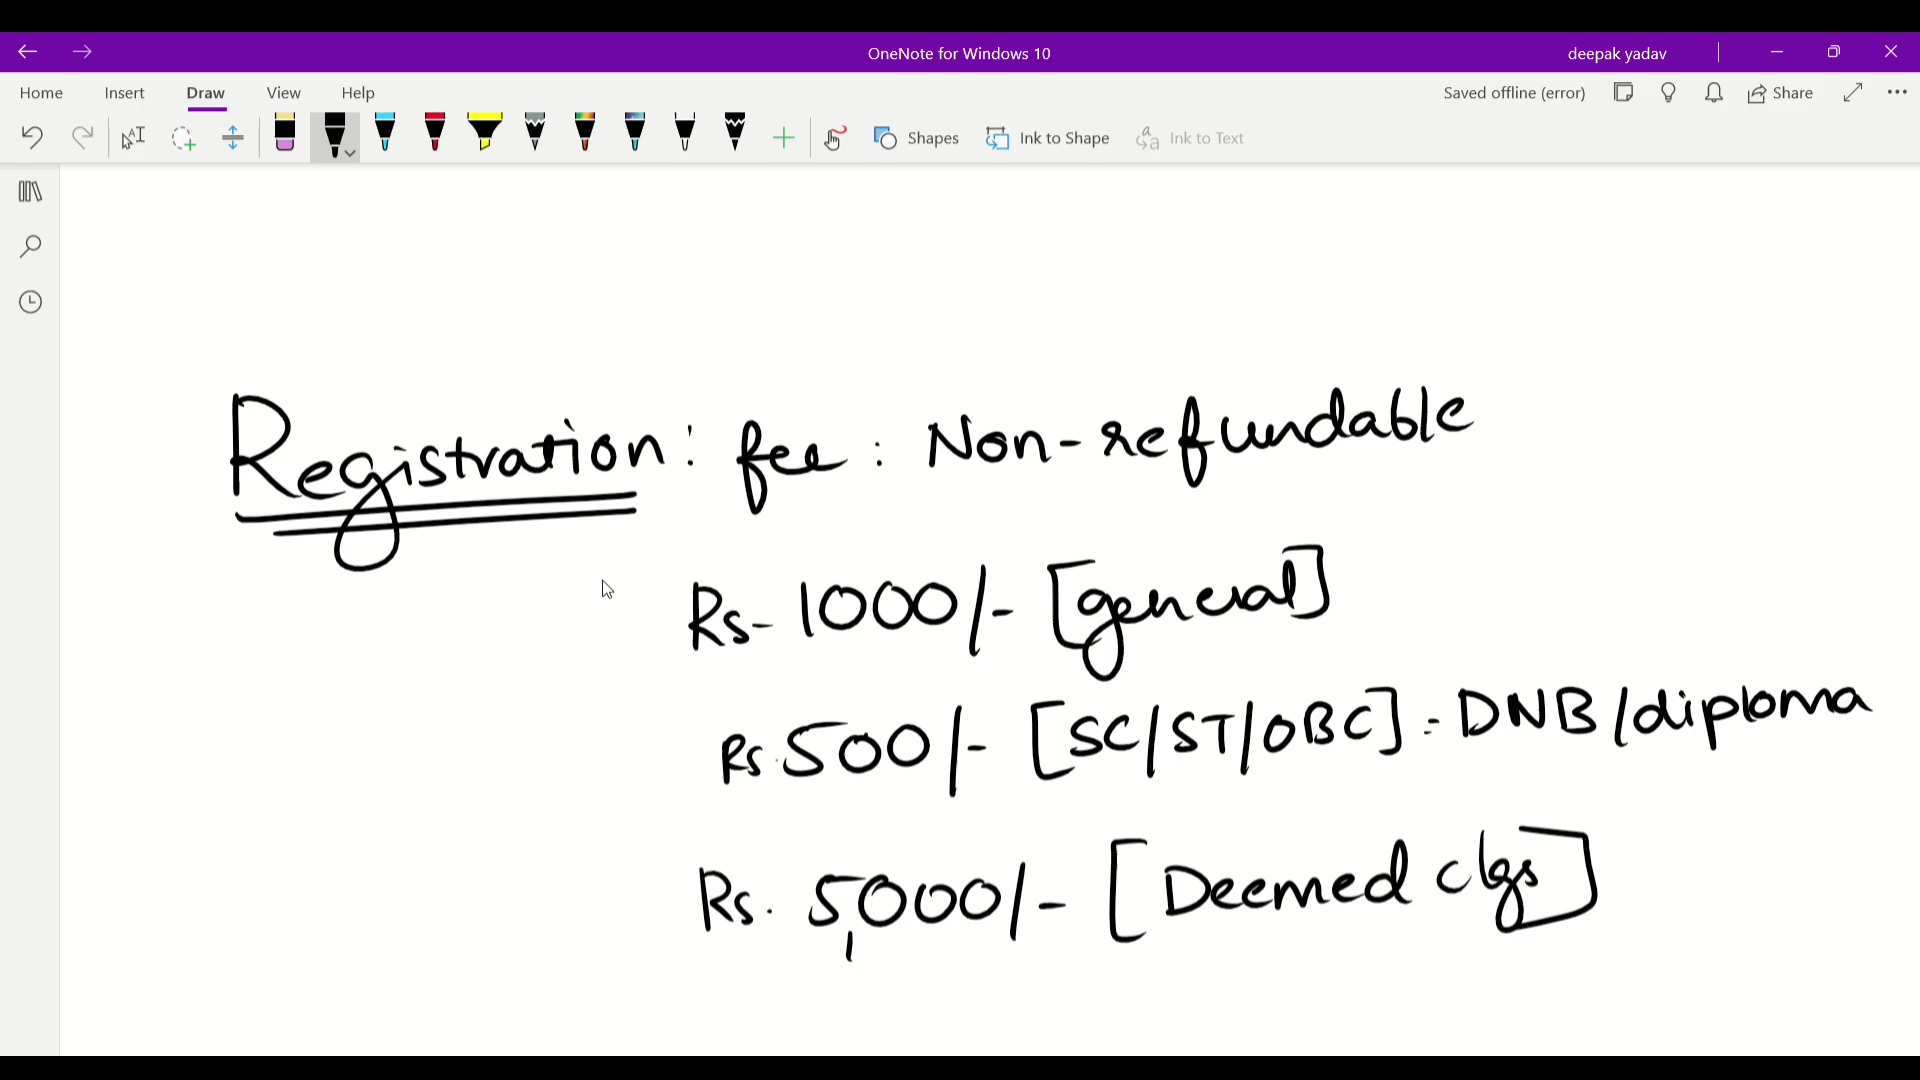 OneNote for Windows 10
deepak yadav
Home Insert Draw View Help
Saved offline (error) Share
Shapes Ink to Shape Ink to Text
Registration: fee: Non-refundable
Rs- 1000/- [general]
Rs. 500/- [SC/ST/OBC] - DNB/diploma
Rs. 5,000/- [Deemed clgs]